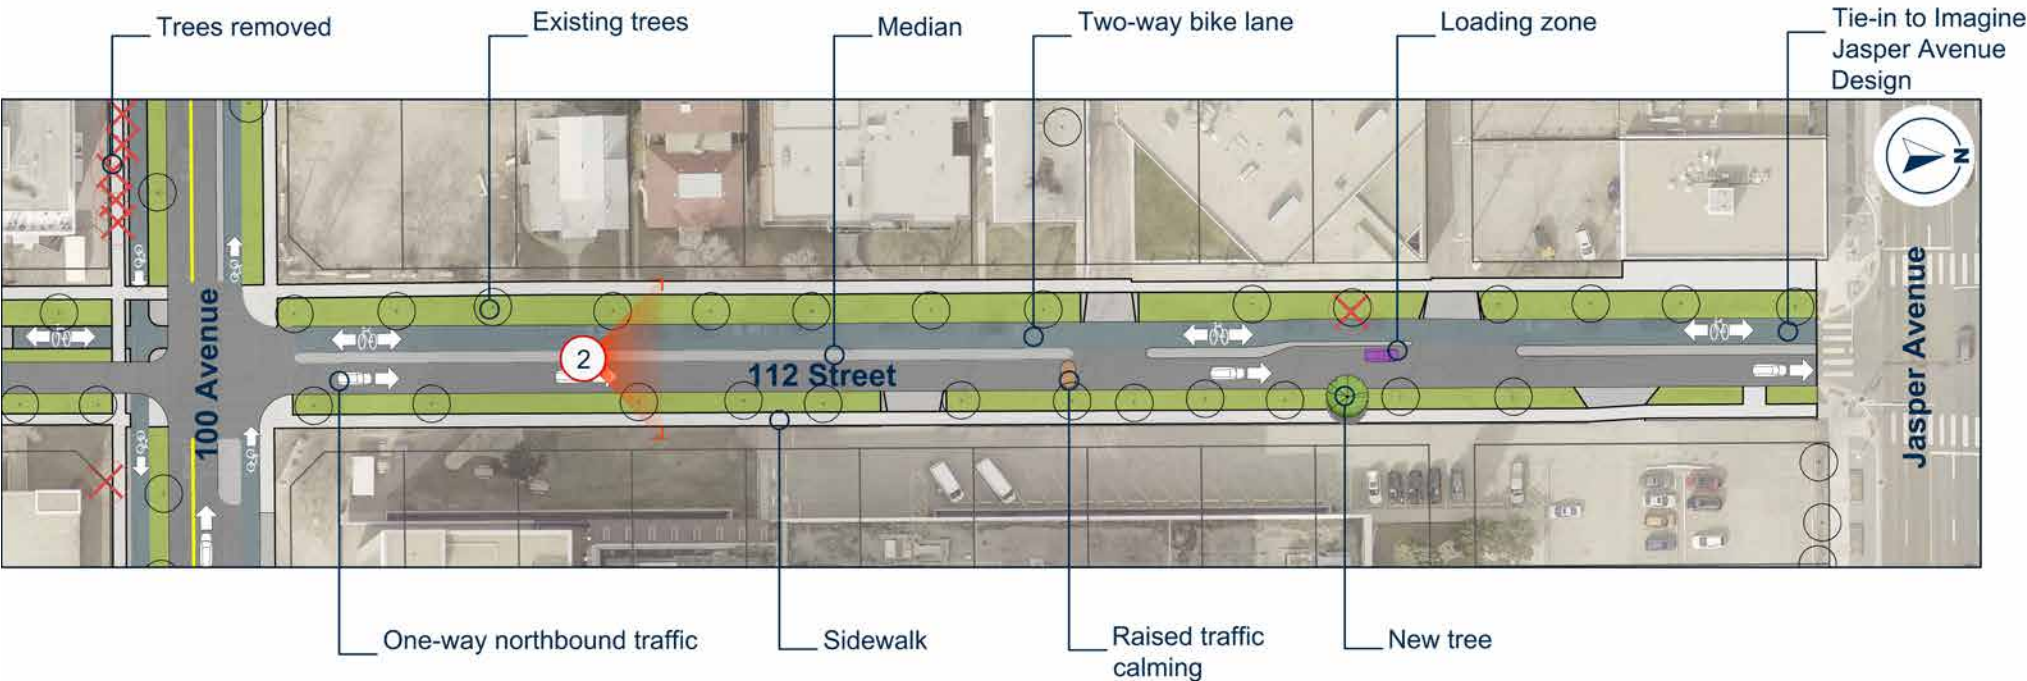 Trees removed
Existing trees
Median
Two-way bike lane
Loading zone
Tie-in to Imagine
Jasper Avenue
Design
N
100 Avenue
2
112 Street
Jasper Avenue
One-way northbound traffic
Sidewalk
Raised traffic
calming
New tree